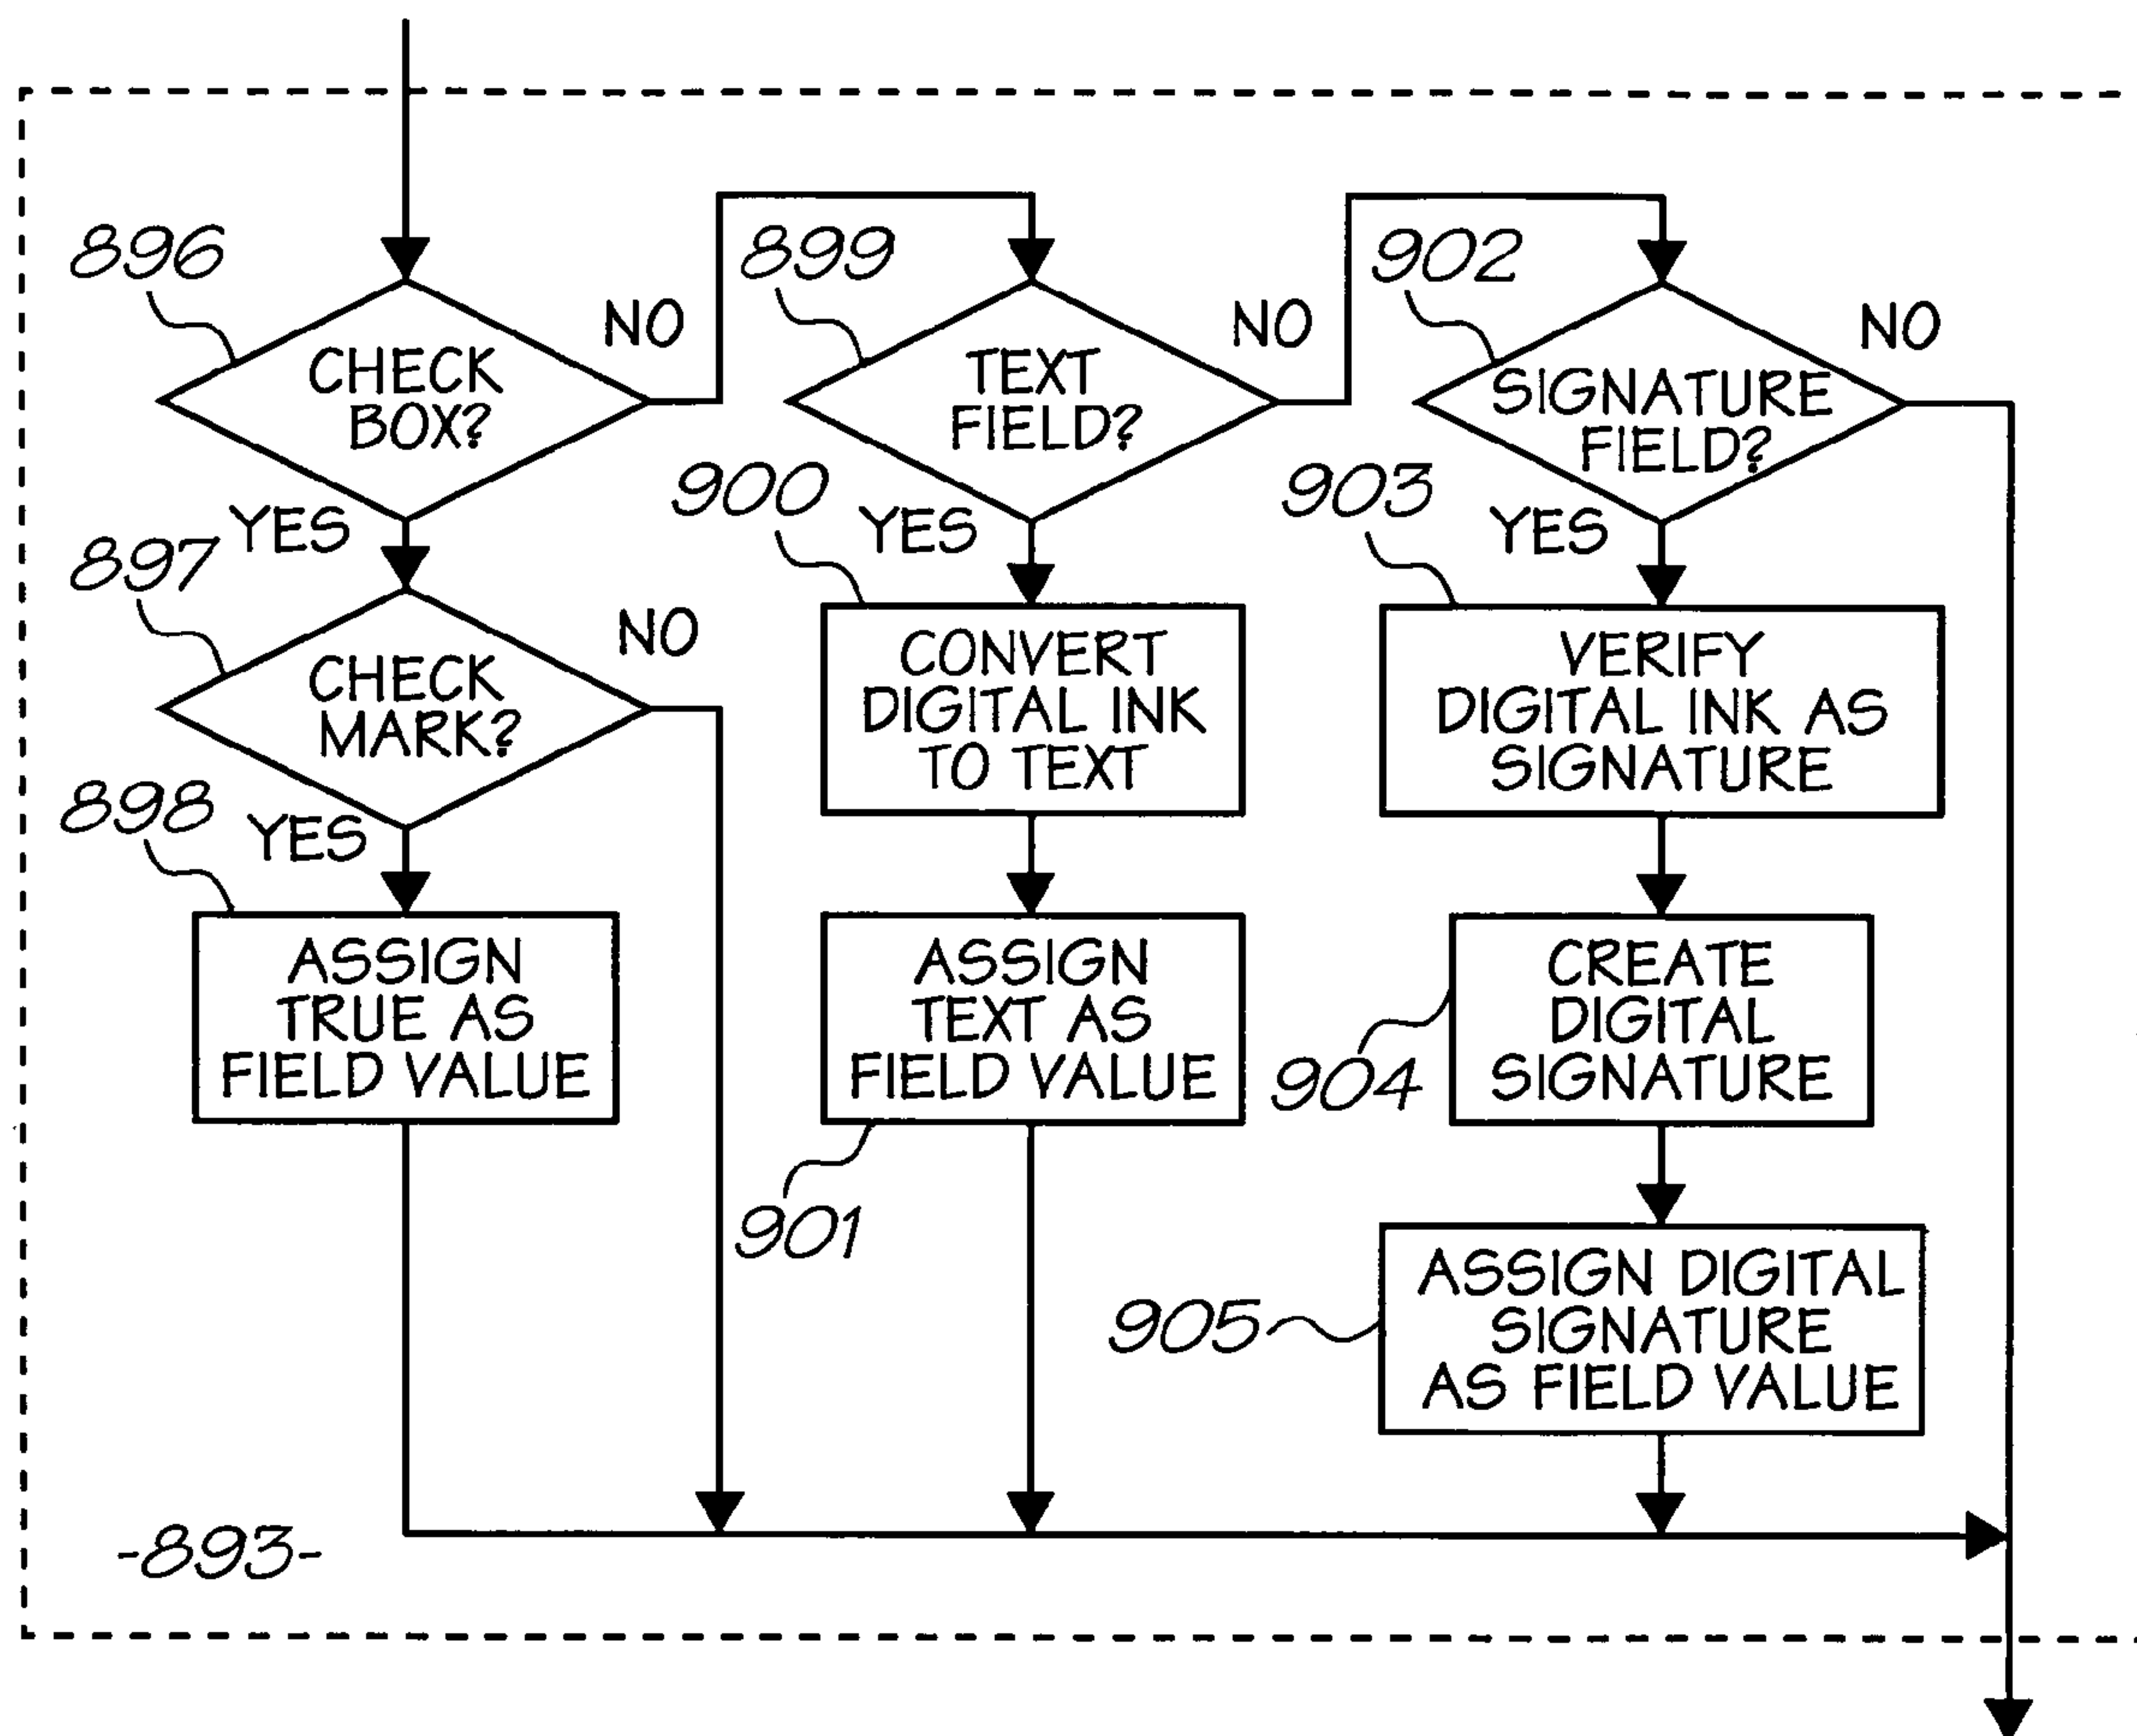 896
CHECK
BOX?
NO
YES
897
CHECK
MARK?
NO
YES
898
ASSIGN
TRUE AS
FIELD VALUE
899
TEXT
FIELD?
NO
YES
900
CONVERT
DIGITAL INK
TO TEXT
ASSIGN
TEXT AS
FIELD VALUE
901
902
SIGNATURE
FIELD?
NO
YES
903
VERIFY
DIGITAL INK AS
SIGNATURE
CREATE
DIGITAL
SIGNATURE
904
ASSIGN DIGITAL
SIGNATURE
AS FIELD VALUE
905
-893-